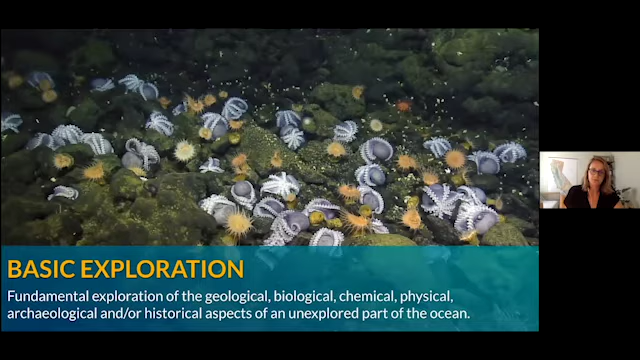 BASIC EXPLORATION
Fundamental exploration of the geological, biological, chemical, physical,
archaeological and/or historical aspects of an unexplored part of the ocean.